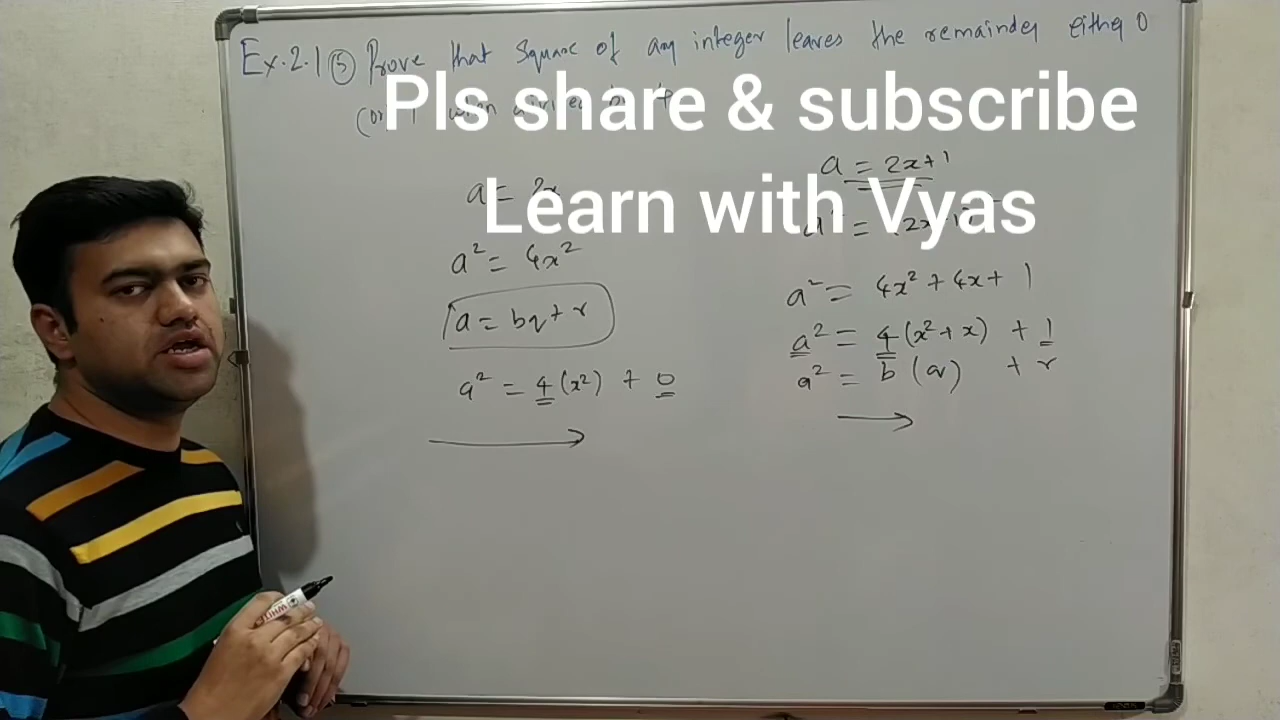 Ex.2.1 ⑤ Prove that square of any integer leaves the remainder either 0
(or
Pls share & subscribe
Learn with Vyas
a =
a² = 4x²
a = bq + r
a² = 4(x²) + 0
a = 2x+1
a² = 4x² + 4x + 1
a² = 4(x² + x) + 1
a² = b (q) + r